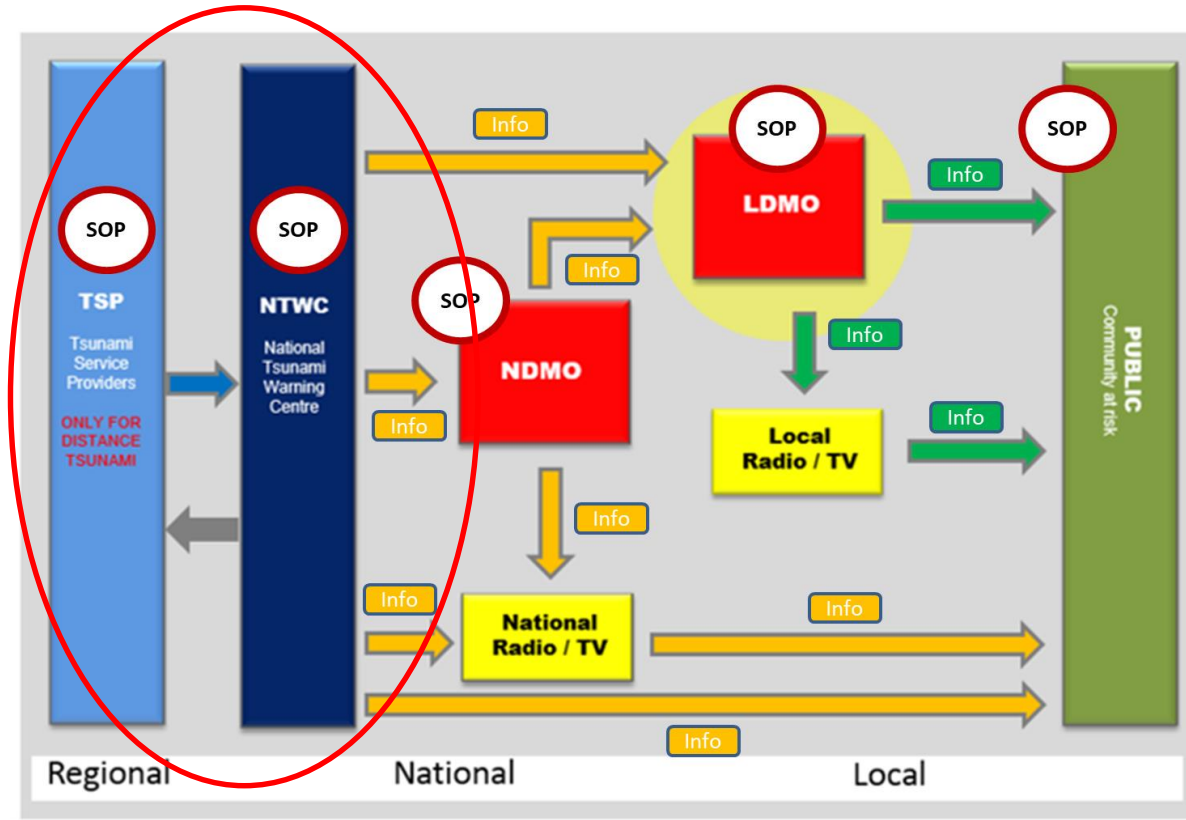 SOP
TSP
Tsunami
Service
Providers
ONLY FOR
DISTANCE
TSUNAMI
SOP
NTWC
National
Tsunami
Warning
Centre
Info
SOP
LDMO
Info
SOP
Info
SOP
NDMO
Info
Info
Local
Radio / TV
Info
Info
Info
National
Radio / TV
Info
Info
PUBLIC
Community at risk
Regional
National
Local